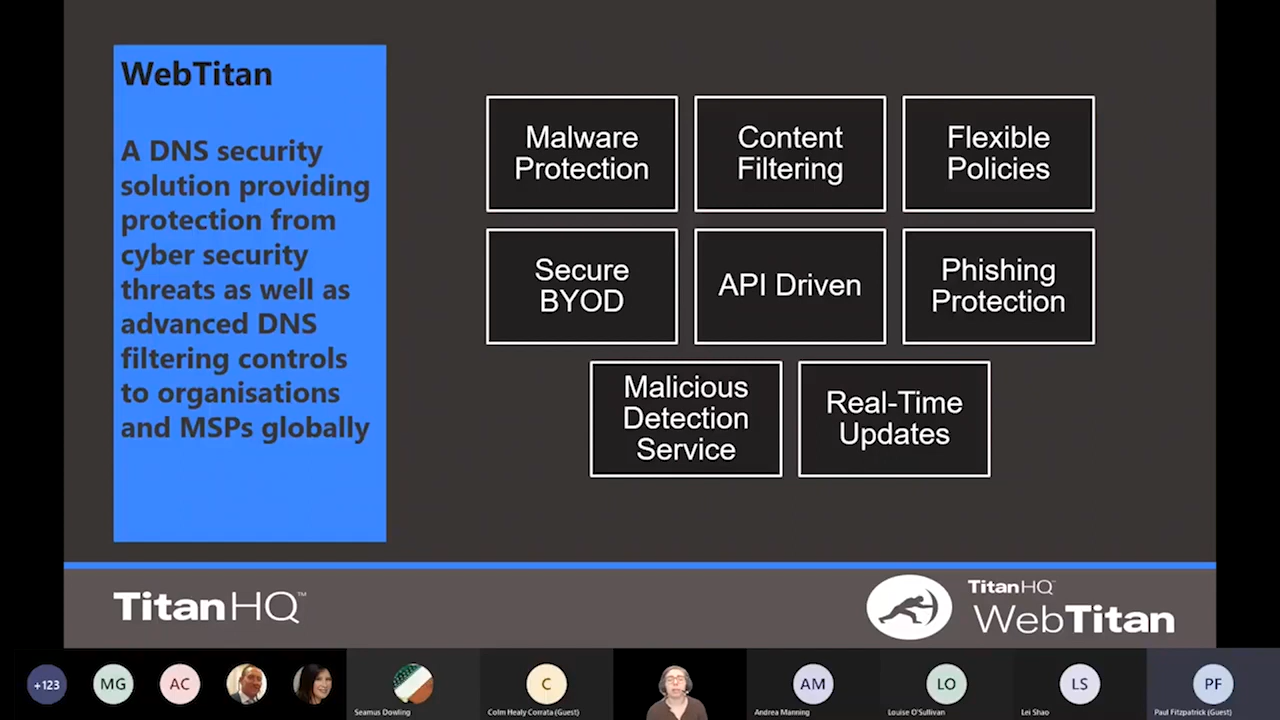 WebTitan
A DNS security
solution providing
protection from
cyber security
threats as well as
advanced DNS
filtering controls
to organisations
and MSPs globally
Malware
Protection
Content
Filtering
Flexible
Policies
Secure
BYOD
API Driven
Phishing
Protection
Malicious
Detection
Service
Real-Time
Updates
TitanHQ™
TitanHQ™
WebTitan
+123
MG
AC
C
AM
LO
LS
PF
Seamus Dowling
Colm Healy Corrata (Guest)
Andrea Manning
Louise O'Sullivan
Lei Shao
Paul Fitzpatrick (Guest)